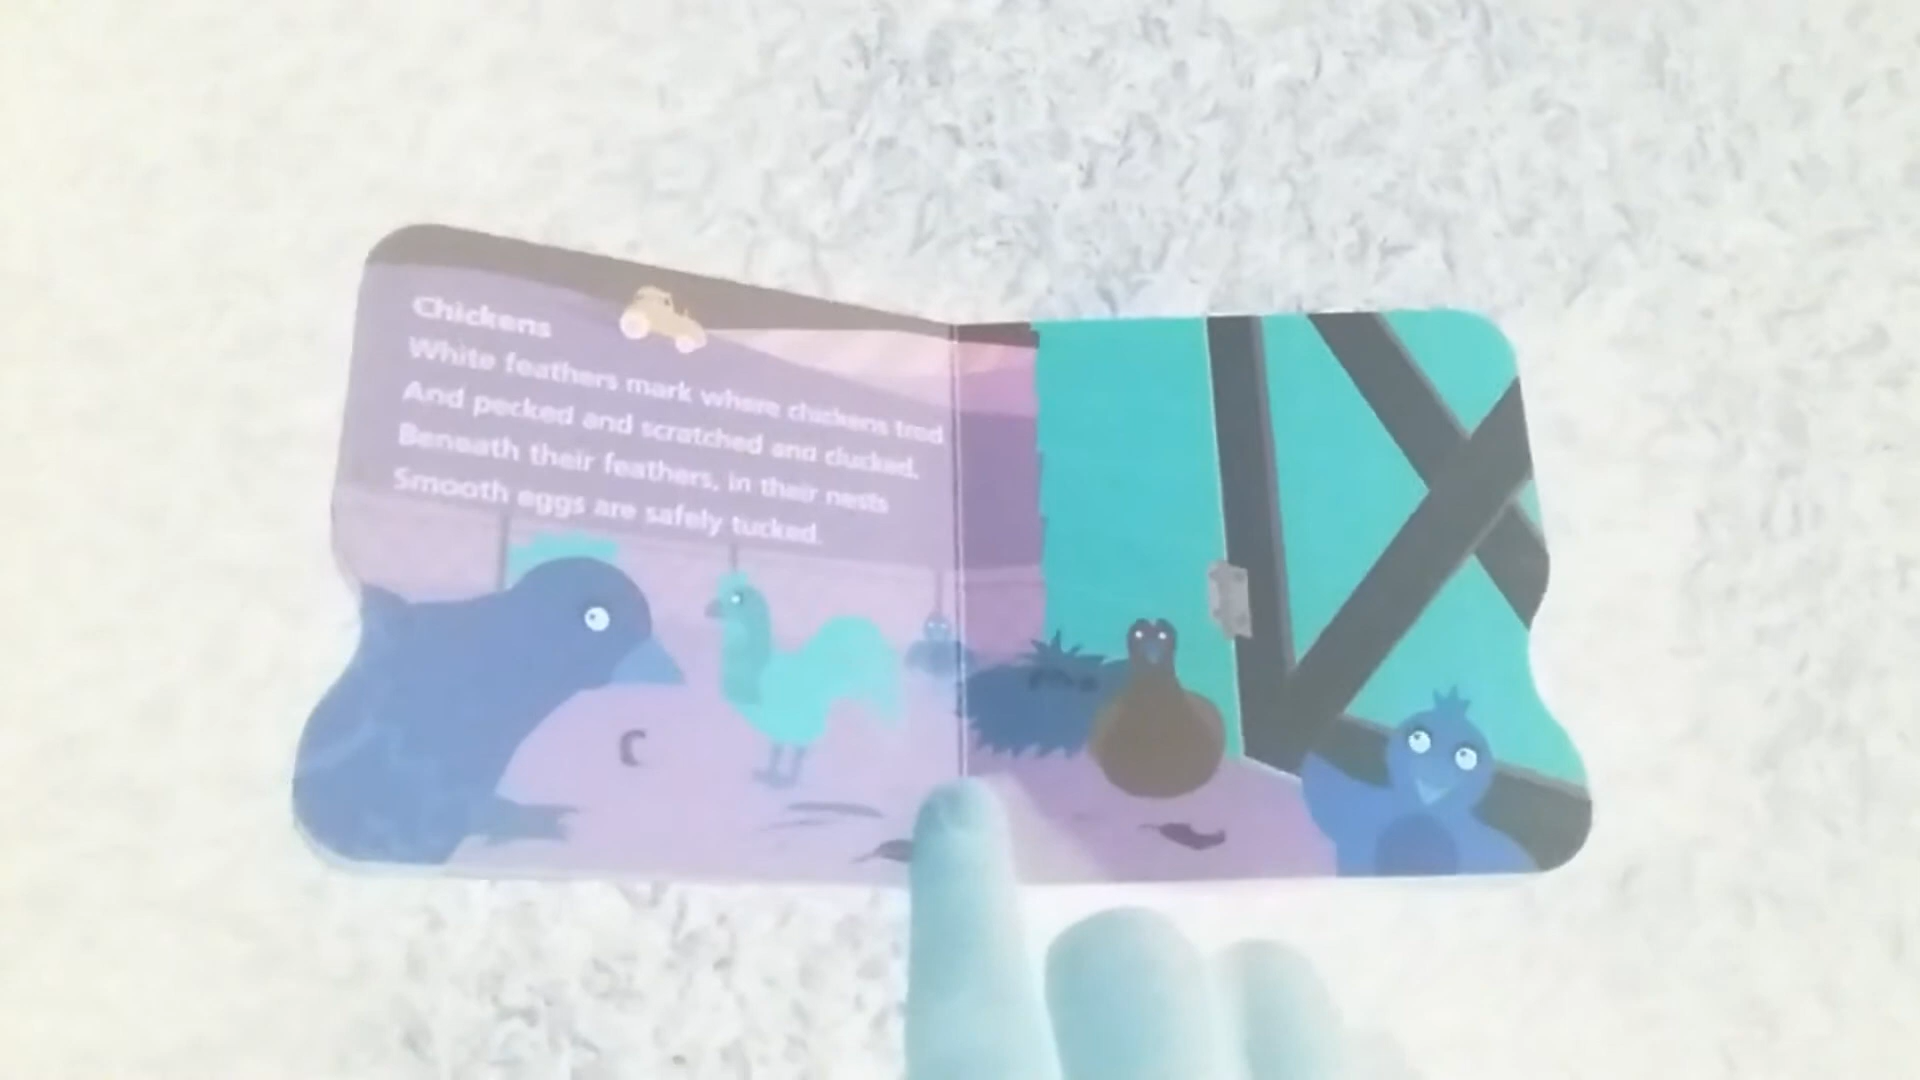 Chickens
White feathers mark where chickens trod
And pecked and scratched and clucked.
Beneath their feathers, in their nests
Smooth eggs are safely tucked.